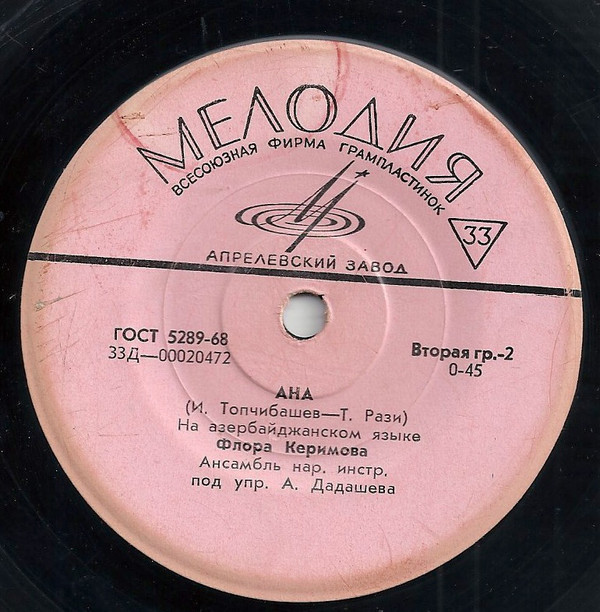 МЕЛОДИЯ
ВСЕСОЮЗНАЯ ФИРМА ГРАМПЛАСТИНОК
33
АПРЕЛЕВСКИЙ ЗАВОД
ГОСТ 5289-68
33Д—00020472
Вторая гр.-2
0-45
АНА
(И. Топчибашев—Т. Рази)
На азербайджанском языке
Флора Керимова
Ансамбль нар. инстр.
под упр. А. Дадашева